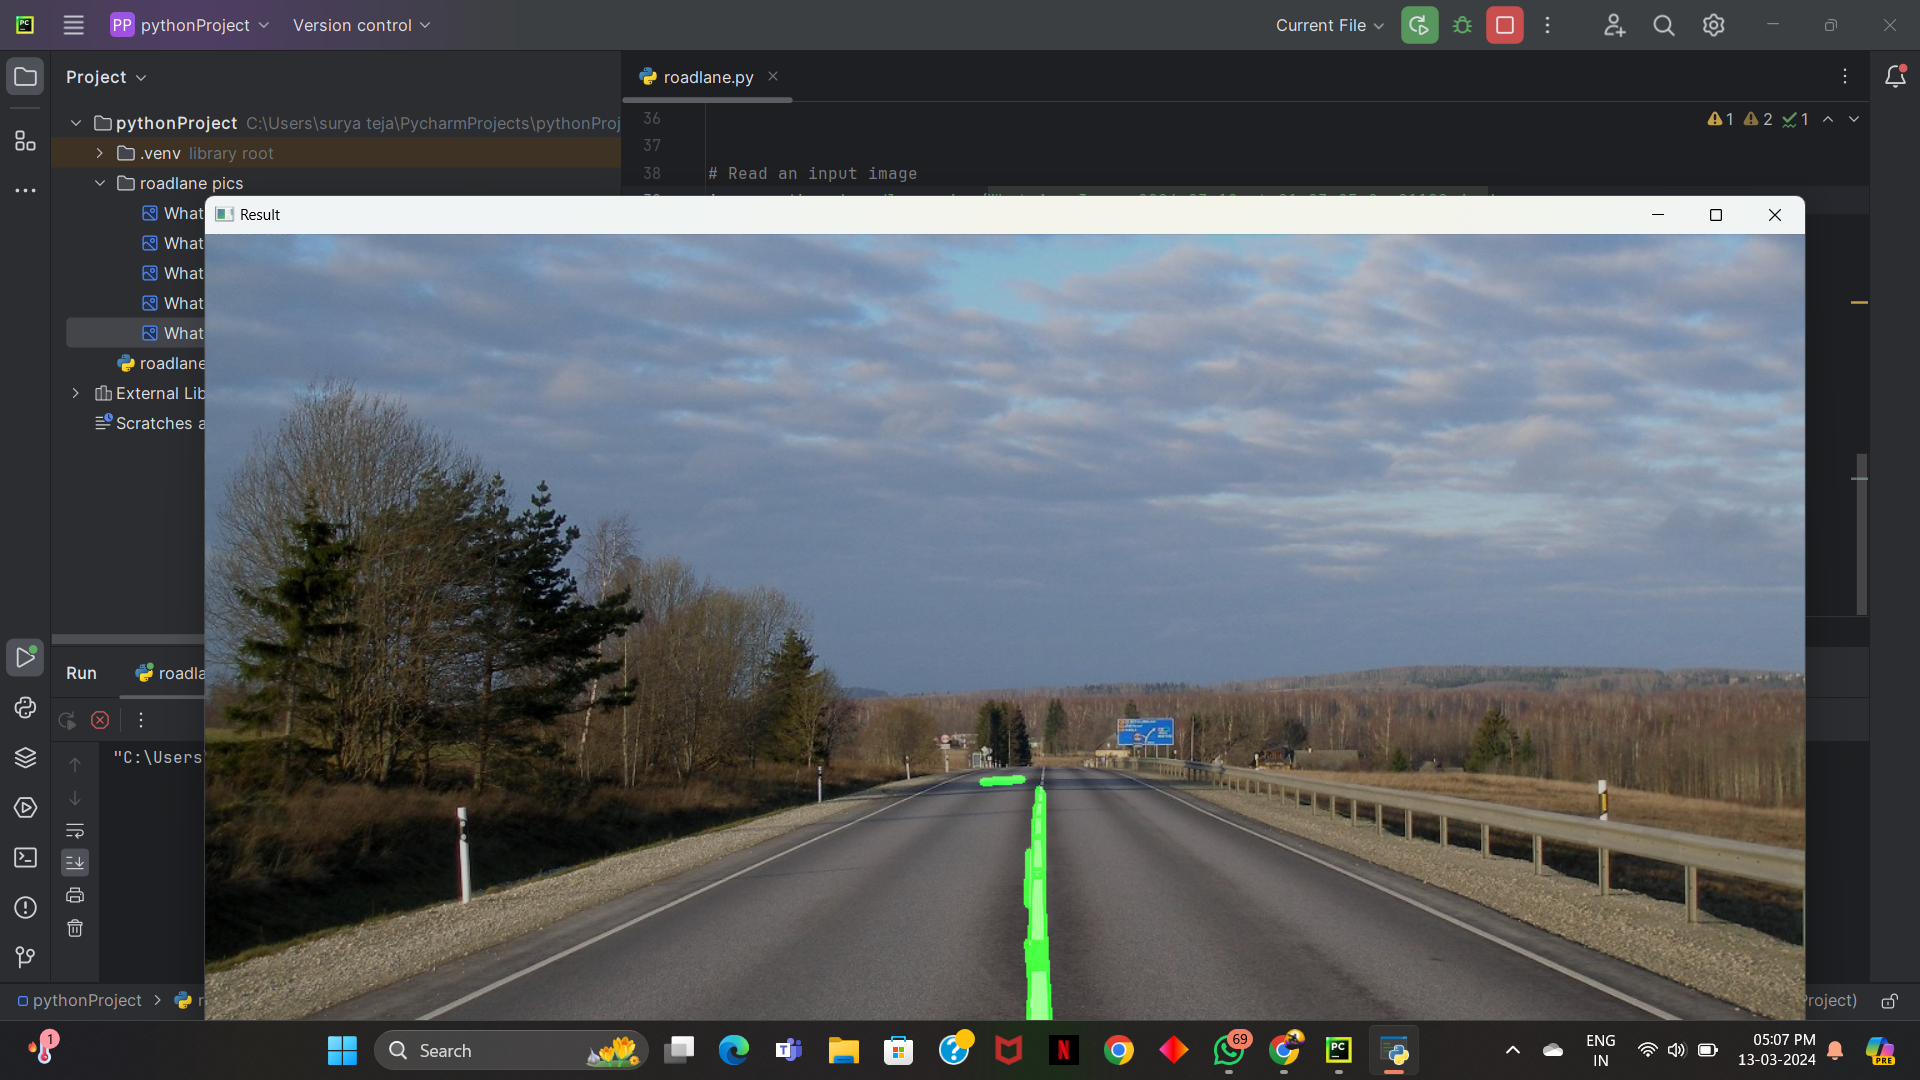 PP pythonProject
Version control
Current File
Project
roadlane.py
pythonProject C:\Users\surya teja\PycharmProjects\pythonProj
.venv library root
roadlane pics
What
What
What
What
What
roadlane
External Lib
Scratches a
36
37
38 # Read an input image
1 2 1
Result
Run
roadla
"C:\Users
pythonProject
roject)
1
Search
69
PRE
ENG
IN
05:07 PM
13-03-2024